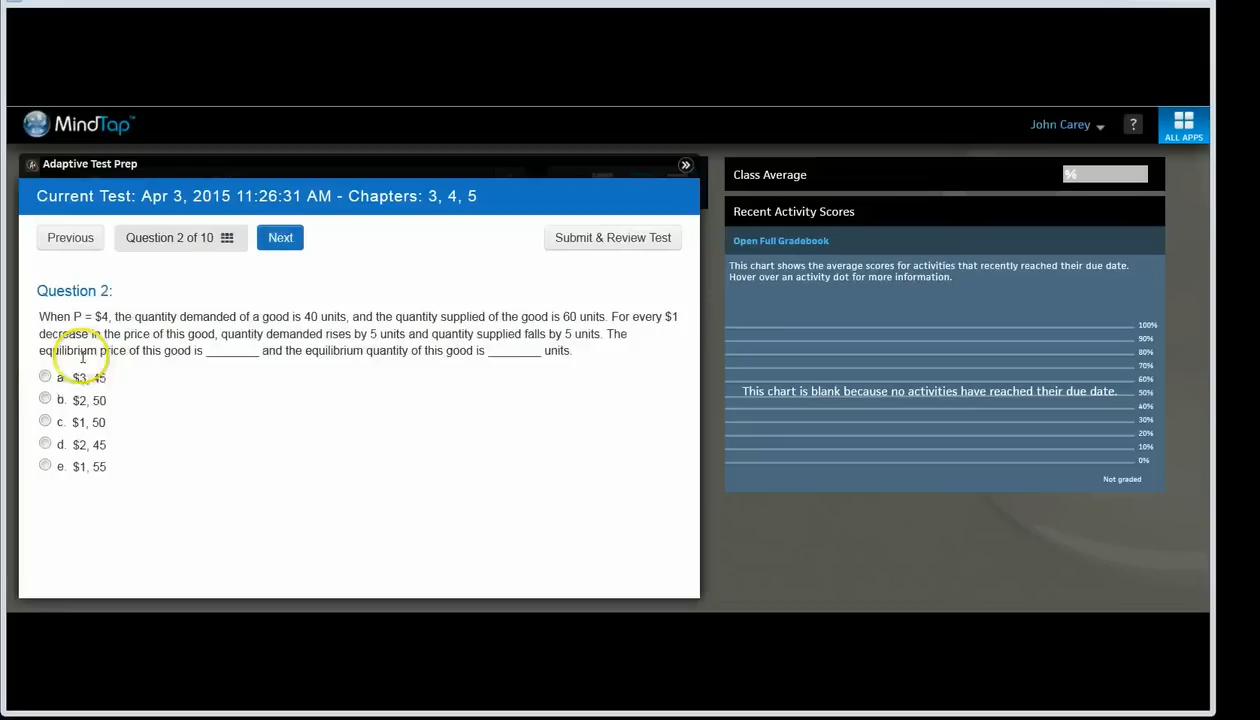 MindTap™
John Carey
?
ALL APPS
Adaptive Test Prep
»
Current Test: Apr 3, 2015 11:26:31 AM - Chapters: 3, 4, 5
Previous
Question 2 of 10
Next
Submit & Review Test
Question 2:
When P = $4, the quantity demanded of a good is 40 units, and the quantity supplied of the good is 60 units. For every $1
decrease in the price of this good, quantity demanded rises by 5 units and quantity supplied falls by 5 units. The
equilibrium price of this good is ________ and the equilibrium quantity of this good is ________ units.
a. $3, 45
b. $2, 50
c. $1, 50
d. $2, 45
e. $1, 55
Class Average
%
Recent Activity Scores
Open Full Gradebook
This chart shows the average scores for activities that recently reached their due date.
Hover over an activity dot for more information.
100%
90%
80%
70%
60%
This chart is blank because no activities have reached their due date.
50%
40%
30%
20%
10%
0%
Not graded